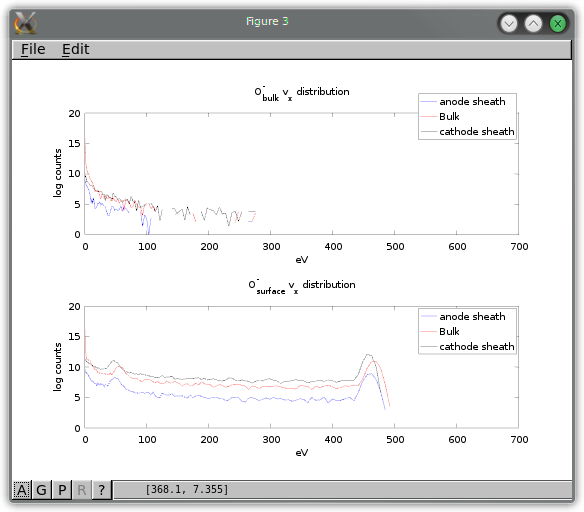 Figure 3
File Edit
O⁻bulk vx distribution
anode sheath
Bulk
cathode sheath
20
15
10
5
0
log counts
0 100 200 300 400 500 600 700
eV
O⁻surface vx distribution
anode sheath
Bulk
cathode sheath
20
15
10
5
0
log counts
0 100 200 300 400 500 600 700
eV
A G P R ? [368.1, 7.355]